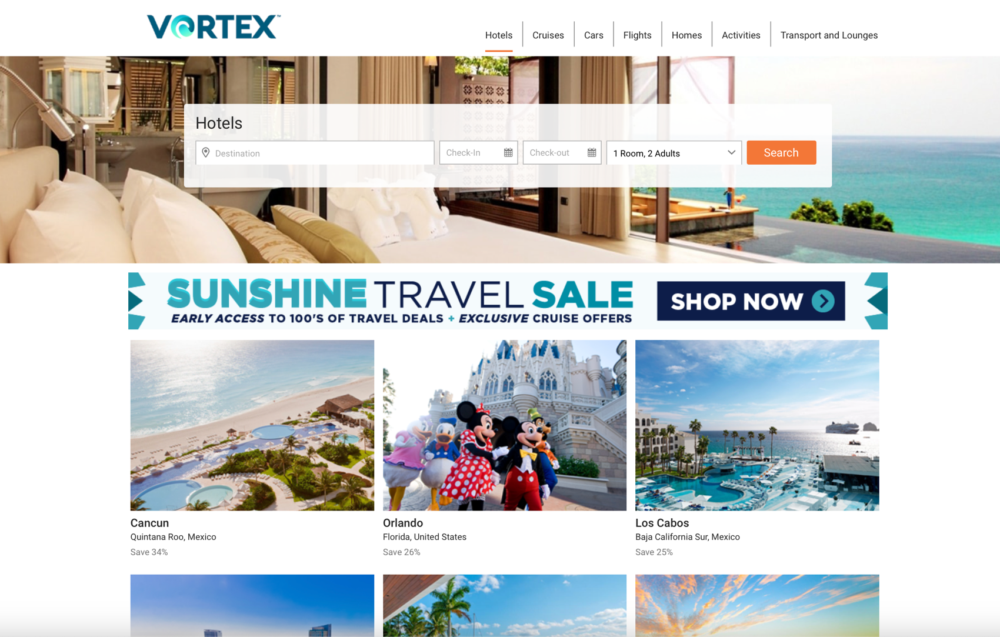 VORTEX™
Hotels
Cruises
Cars
Flights
Homes
Activities
Transport and Lounges
Hotels
Destination
Check-In
Check-out
1 Room, 2 Adults
Search
SUNSHINE TRAVEL SALE
EARLY ACCESS TO 100'S OF TRAVEL DEALS + EXCLUSIVE CRUISE OFFERS
SHOP NOW
Cancun
Quintana Roo, Mexico
Save 34%
Orlando
Florida, United States
Save 26%
Los Cabos
Baja California Sur, Mexico
Save 25%